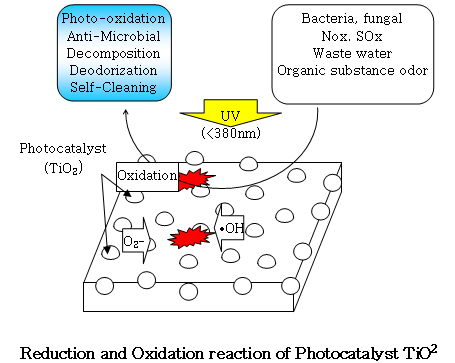 Photo-oxidation
Anti-Microbial
Decomposition
Deodorization
Self-Cleaning
Bacteria, fungal
Nox. SOx
Waste water
Organic substance odor
UV
(<380nm)
Photocatalyst
(TiO₂)
Oxidation
O₂-
•OH
Reduction and Oxidation reaction of Photocatalyst TiO²